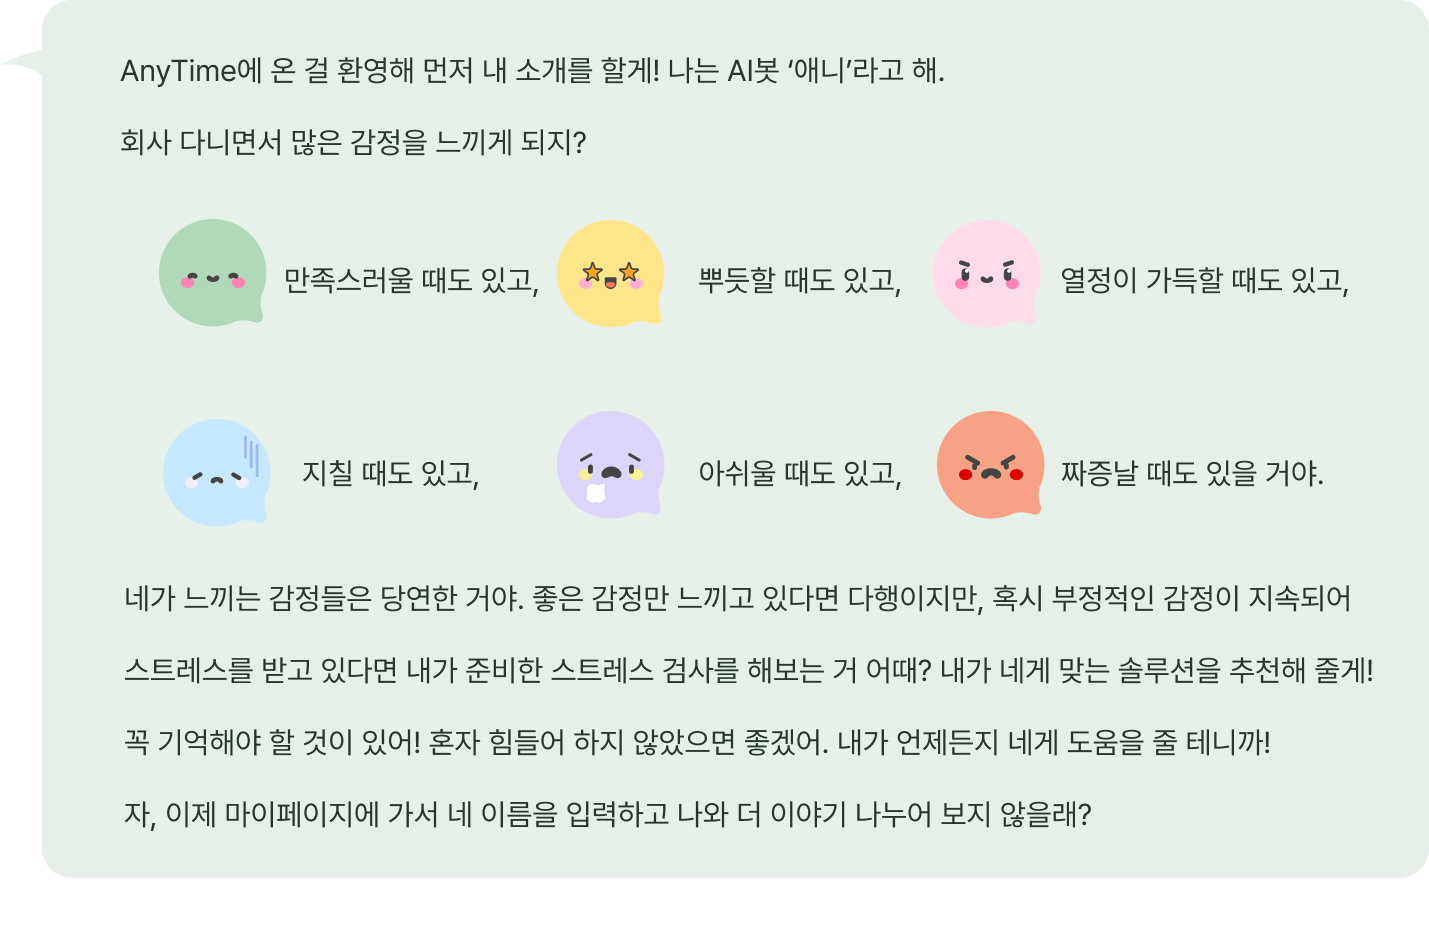 AnyTime에 온 걸 환영해 먼저 내 소개를 할게! 나는 AI봇 ‘애니’라고 해.
회사 다니면서 많은 감정을 느끼게 되지?
만족스러울 때도 있고, 뿌듯할 때도 있고, 열정이 가득할 때도 있고,
지칠 때도 있고, 아쉬울 때도 있고, 짜증날 때도 있을 거야.
네가 느끼는 감정들은 당연한 거야. 좋은 감정만 느끼고 있다면 다행이지만, 혹시 부정적인 감정이 지속되어
스트레스를 받고 있다면 내가 준비한 스트레스 검사를 해보는 거 어때? 내가 네게 맞는 솔루션을 추천해 줄게!
꼭 기억해야 할 것이 있어! 혼자 힘들어 하지 않았으면 좋겠어. 내가 언제든지 네게 도움을 줄 테니까!
자, 이제 마이페이지에 가서 네 이름을 입력하고 나와 더 이야기 나누어 보지 않을래?